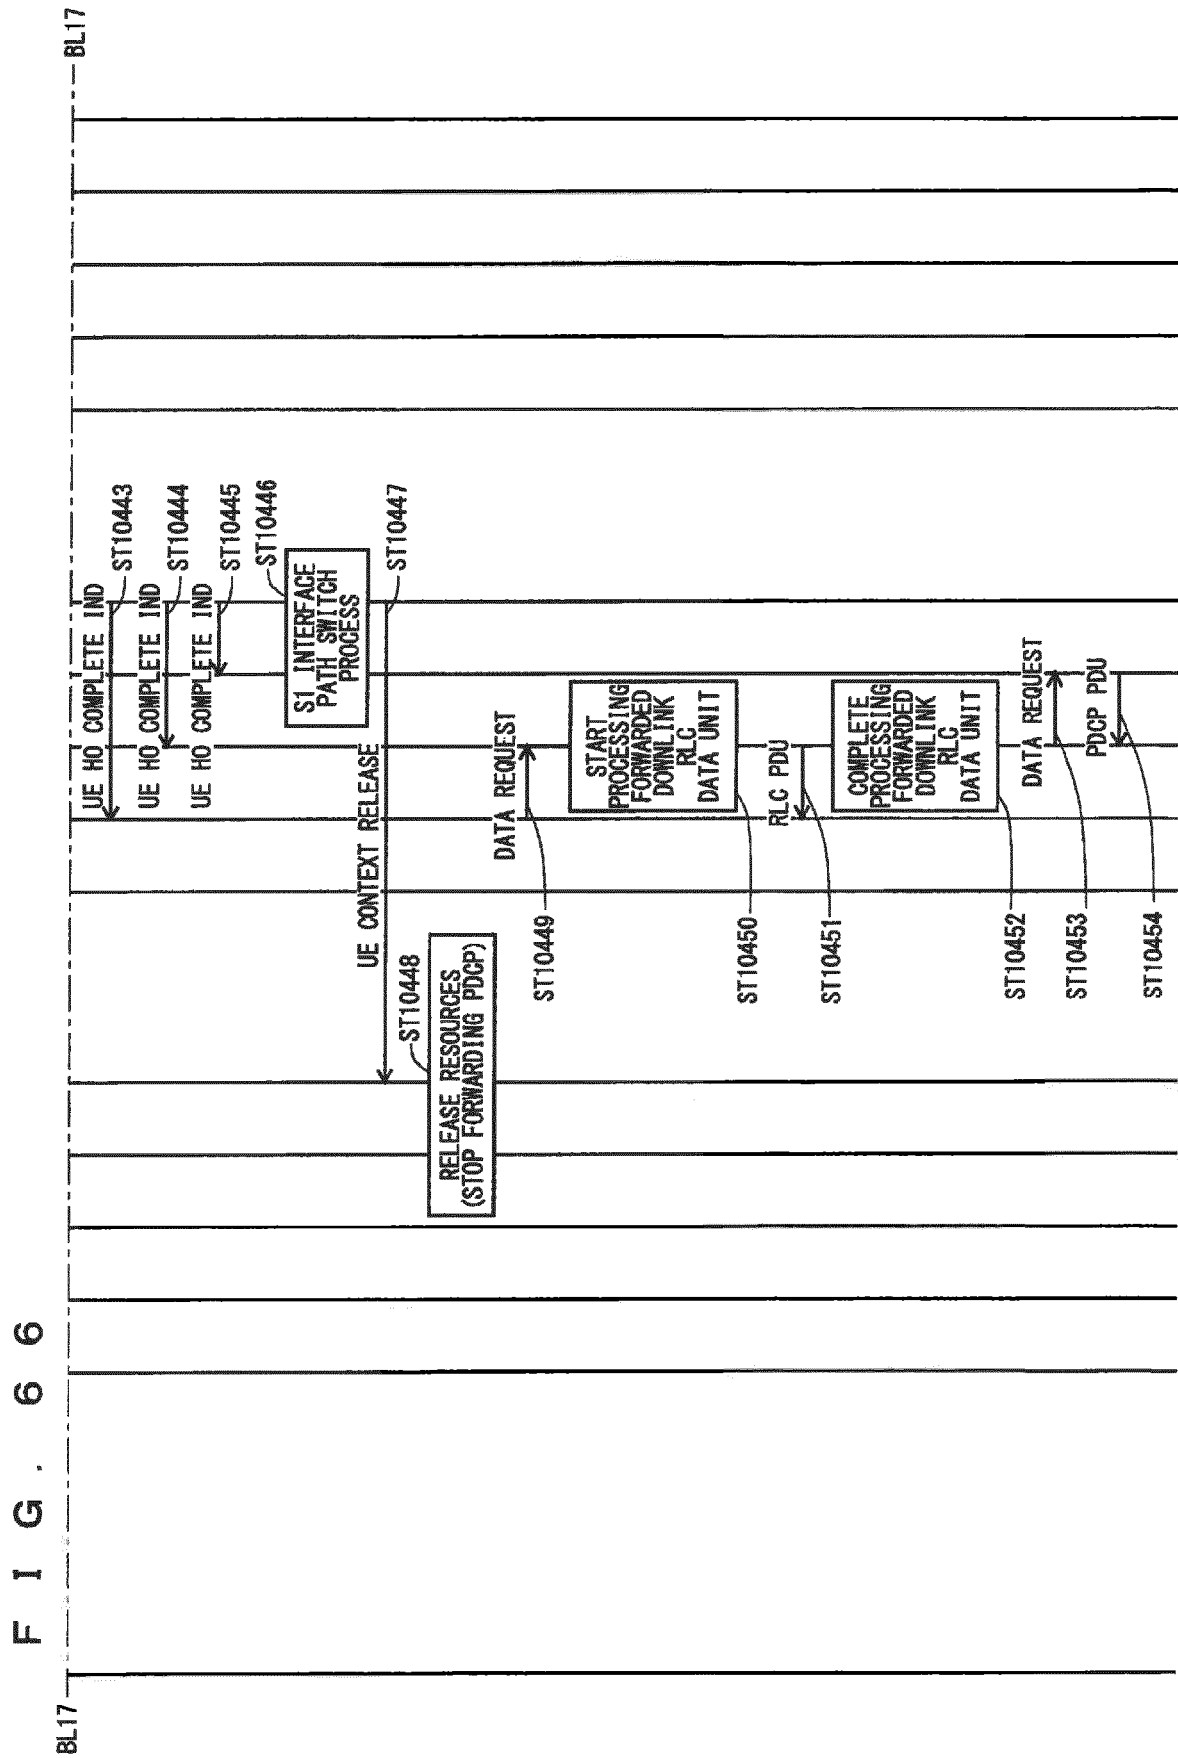 FIG. 66
BL17
BL17
UE HO COMPLETE IND
ST10443
UE HO COMPLETE IND
ST10444
UE HO COMPLETE IND
ST10445
ST10446
S1 INTERFACE
PATH SWITCH
PROCESS
UE CONTEXT RELEASE
ST10447
ST10448
RELEASE RESOURCES
(STOP FORWARDING PDCP)
DATA REQUEST
ST10449
START
PROCESSING
FORWARDED
DOWNLINK
RLC
DATA UNIT
ST10450
RLC PDU
ST10451
COMPLETE
PROCESSING
FORWARDED
DOWNLINK
RLC
DATA UNIT
ST10452
DATA REQUEST
ST10453
PDCP PDU
ST10454